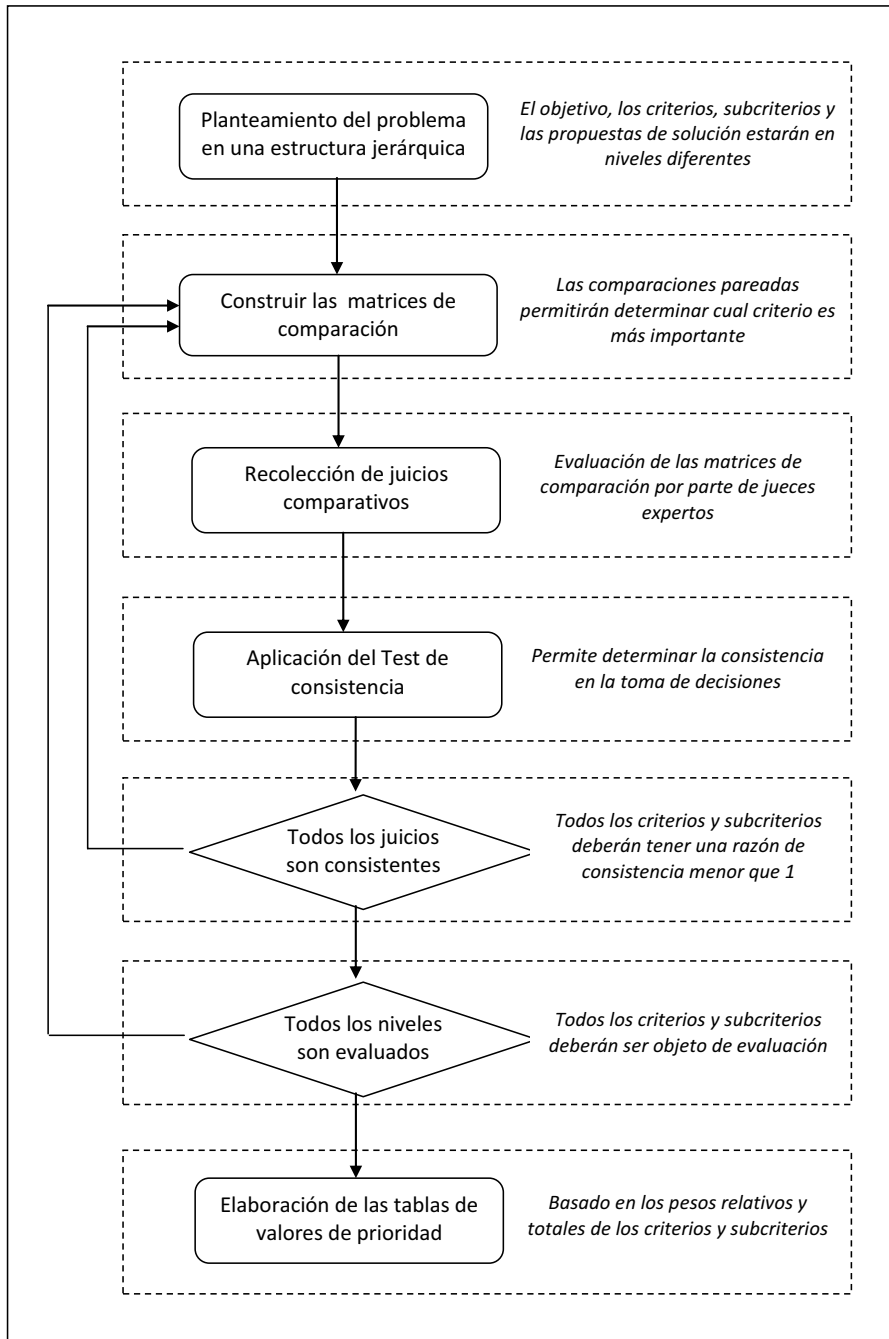 Planteamiento del problema
en una estructura jerárquica
El objetivo, los criterios, subcriterios y
las propuestas de solución estarán en
niveles diferentes
Construir las  matrices de
comparación
Las comparaciones pareadas
permitirán determinar cual criterio es
más importante
Recolección de juicios
comparativos
Evaluación de las matrices de
comparación por parte de jueces
expertos
Aplicación del Test de
consistencia
Permite determinar la consistencia
en la toma de decisiones
Todos los juicios
son consistentes
Todos los criterios y subcriterios
deberán tener una razón de
consistencia menor que 1
Todos los niveles
son evaluados
Todos los criterios y subcriterios
deberán ser objeto de evaluación
Elaboración de las tablas de
valores de prioridad
Basado en los pesos relativos y
totales de los criterios y subcriterios